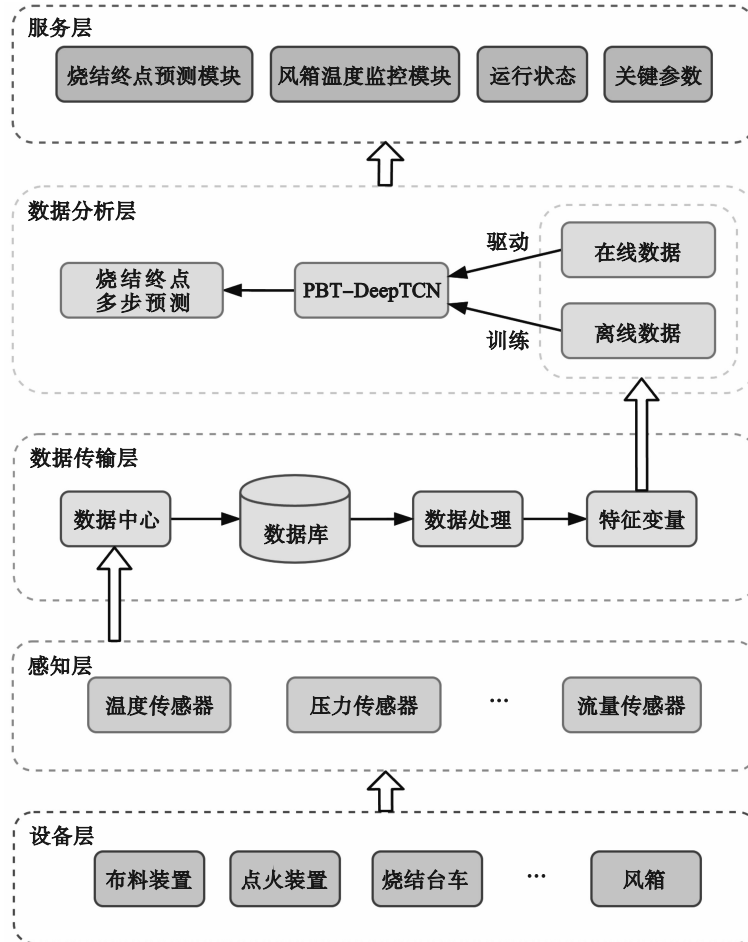 服务层
烧结终点预测模块
风箱温度监控模块
运行状态
关键参数
数据分析层
驱动
在线数据
烧结终点
多步预测
PBT-DeepTCN
训练
离线数据
数据传输层
数据中心
数据库
数据处理
特征变量
感知层
温度传感器
压力传感器
...
流量传感器
设备层
布料装置
点火装置
烧结台车
...
风箱